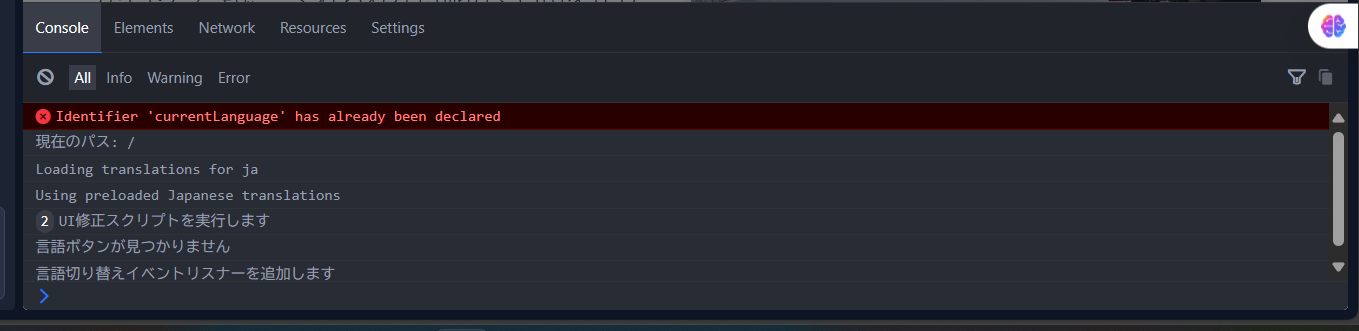 Console Elements Network Resources Settings
All Info Warning Error
Identifier 'currentLanguage' has already been declared
現在のパス: /
Loading translations for ja
Using preloaded Japanese translations
2 UI修正スクリプトを実行します
言語ボタンが見つかりません
言語切り替えイベントリスナーを追加します